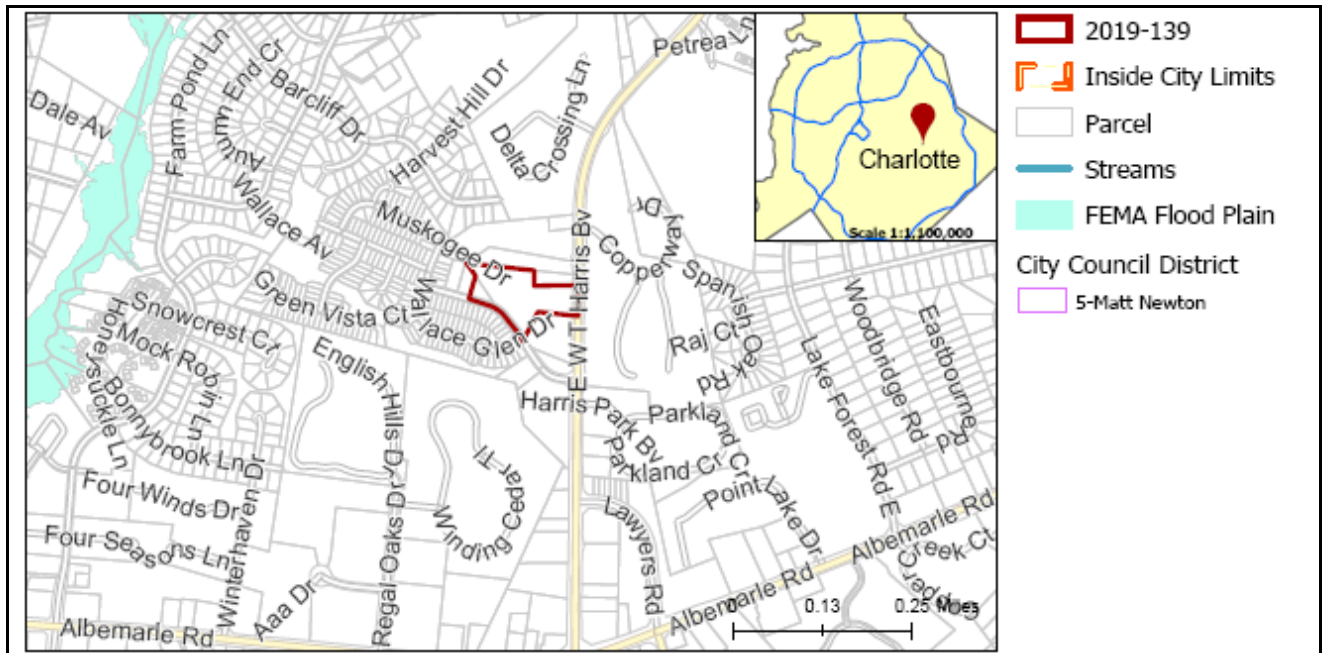 Petrea Ln
Dale Av
Farm Pond Ln
Autumn End Cr
Barcliff Dr
Harvest Hill Dr
Delta Crossing Ln
Wallace Av
Muskogee Dr
E W T Harris Bv
Copperway Dr
Spanish Oak Rd
Green Vista Ct
Wallace Glen Dr
Snowcrest Ct
Honeysuckle Ln
Mock Robin Ln
Bonnybrook Ln
English Hills Dr
Raj Ct
Woodbridge Rd
Eastbourne Rd
Lake Forest Rd E
Harris Park Bv
Parkland Cr
Parkland Cr
Point Lake Dr
Winding Cedar Tl
Four Winds Dr
Winterhaven Dr
Four Seasons Ln
Regal Oaks Dr
Lawyers Rd
Albemarle Rd
Creek Ct
Aaa Dr
Albemarle Rd
Albemarle Rd
0 0.13 0.25 Miles
Charlotte
Scale 1:1,100,000
2019-139
Inside City Limits
Parcel
Streams
FEMA Flood Plain
City Council District
5-Matt Newton